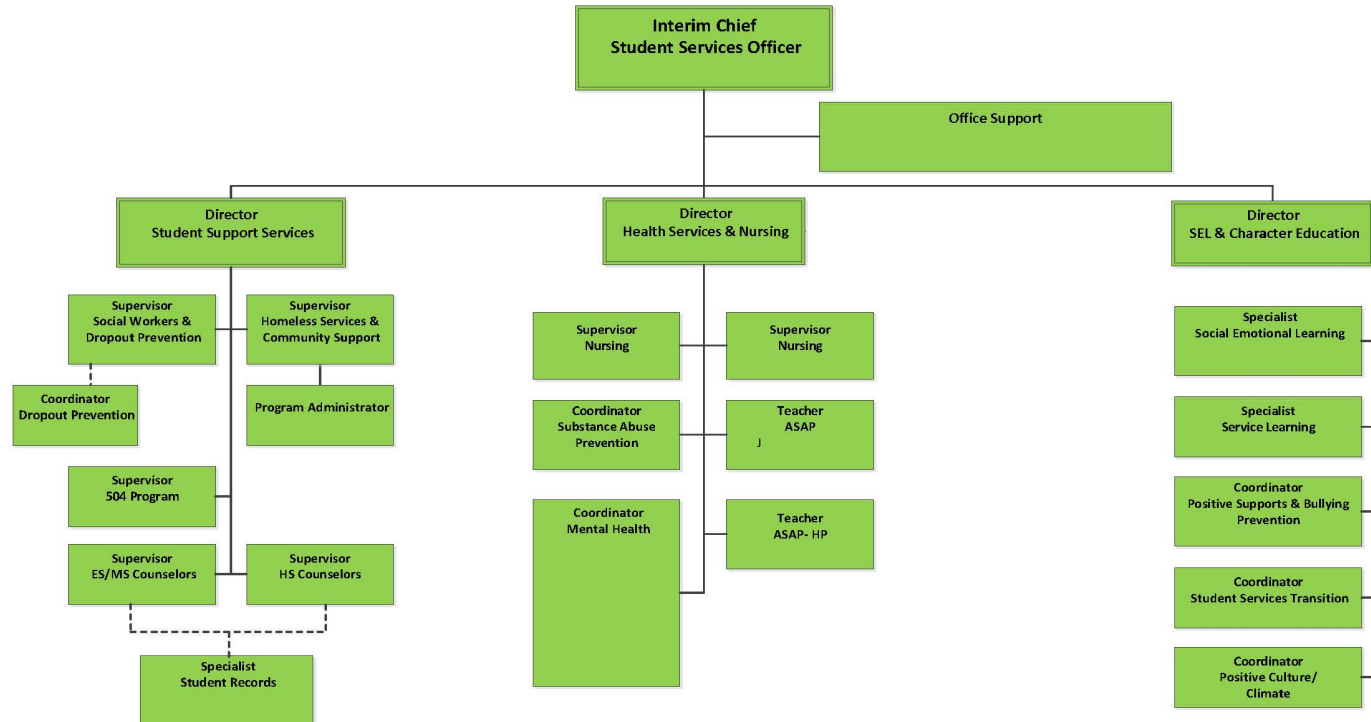 Interim Chief
Student Services Officer
Office Support
Director
Student Support Services
Director
Health Services & Nursing
Director
SEL & Character Education
Supervisor
Social Workers &
Dropout Prevention
Supervisor
Homeless Services &
Community Support
Coordinator
Dropout Prevention
Program Administrator
Supervisor
504 Program
Supervisor
ES/MS Counselors
Supervisor
HS Counselors
Specialist
Student Records
Supervisor
Nursing
Supervisor
Nursing
Coordinator
Substance Abuse
Prevention
Teacher
ASAP
J
Coordinator
Mental Health
Teacher
ASAP- HP
Specialist
Social Emotional Learning
Specialist
Service Learning
Coordinator
Positive Supports & Bullying
Prevention
Coordinator
Student Services Transition
Coordinator
Positive Culture/
Climate